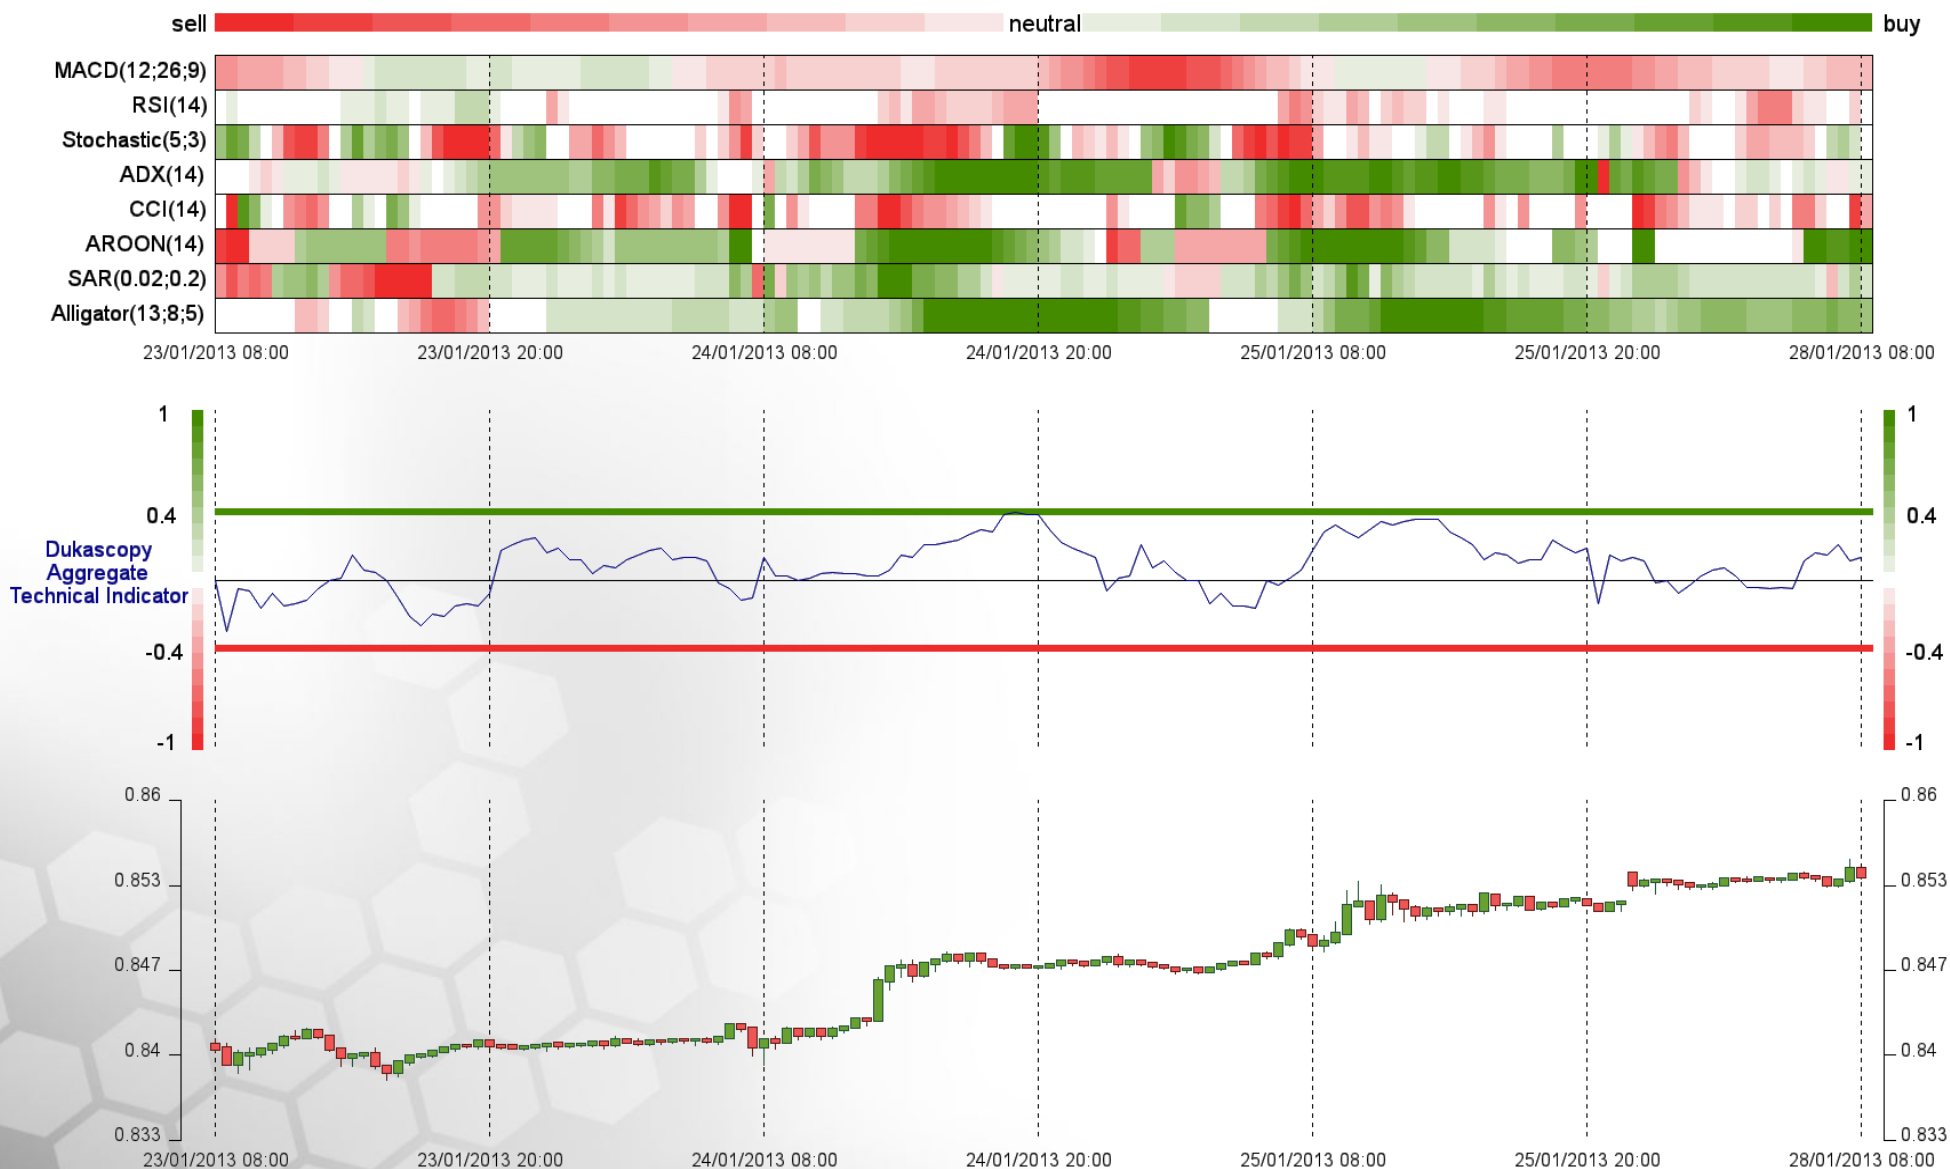 sell neutral buy
MACD(12;26;9)
RSI(14)
Stochastic(5;3)
ADX(14)
CCI(14)
AROON(14)
SAR(0.02;0.2)
Alligator(13;8;5)
23/01/2013 08:00 23/01/2013 20:00 24/01/2013 08:00 24/01/2013 20:00 25/01/2013 08:00 25/01/2013 20:00 28/01/2013 08:00
1 1
0.4 0.4
Dukascopy
Aggregate
Technical Indicator
-0.4 -0.4
-1 -1
0.86 0.86
0.853 0.853
0.847 0.847
0.84 0.84
0.833 0.833
23/01/2013 08:00 23/01/2013 20:00 24/01/2013 08:00 24/01/2013 20:00 25/01/2013 08:00 25/01/2013 20:00 28/01/2013 08:00